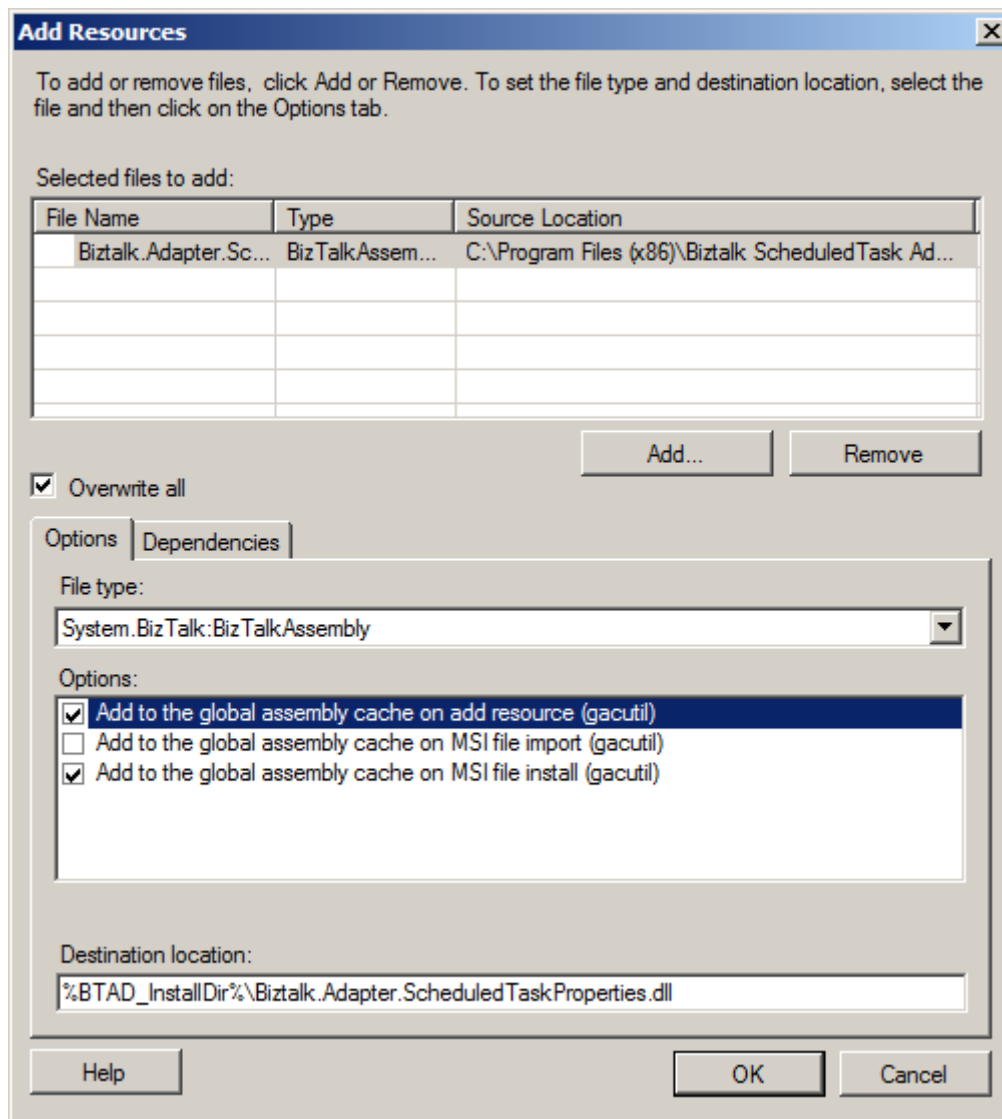 Add Resources
To add or remove files,  click Add or Remove. To set the file type and destination location, select the
file and then click on the Options tab.
Selected files to add:
File Name Type Source Location
Biztalk.Adapter.Sc... BizTalkAssem... C:\Program Files (x86)\Biztalk ScheduledTask Ad...
Add... Remove
Overwrite all
Options Dependencies
File type:
System.BizTalk:BizTalkAssembly
Options:
Add to the global assembly cache on add resource (gacutil)
Add to the global assembly cache on MSI file import (gacutil)
Add to the global assembly cache on MSI file install (gacutil)
Destination location:
%BTAD_InstallDir%\Biztalk.Adapter.ScheduledTaskProperties.dll
Help OK Cancel